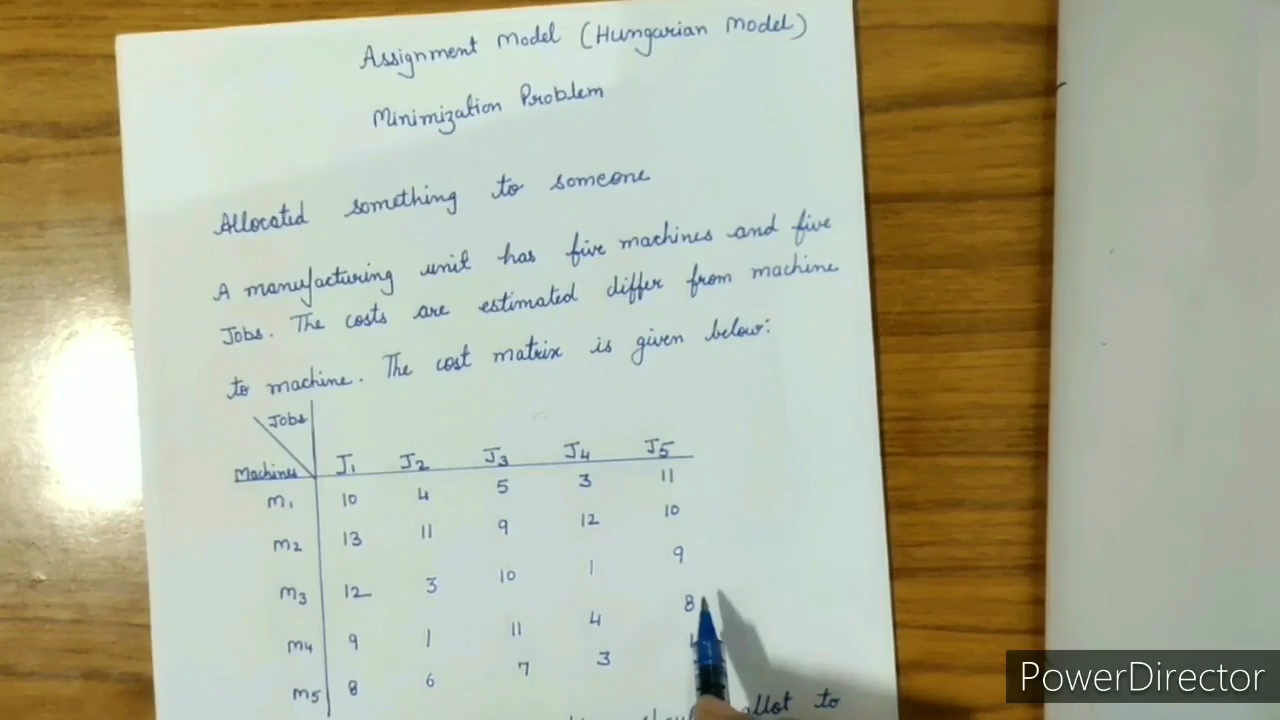 Assignment Model (Hungarian Model)
Minimization Problem
Allocated something to someone
A manufacturing unit has five machines and five
Jobs. The costs are estimated differ from machine
to machine. The cost matrix is given below:
Jobs
Machines J1 J2 J3 J4 J5
M1 10 4 5 3 11
M2 13 11 9 12 10
M3 12 3 10 1 9
M4 9 1 11 4 8
M5 8 6 7 3
allot to
PowerDirector